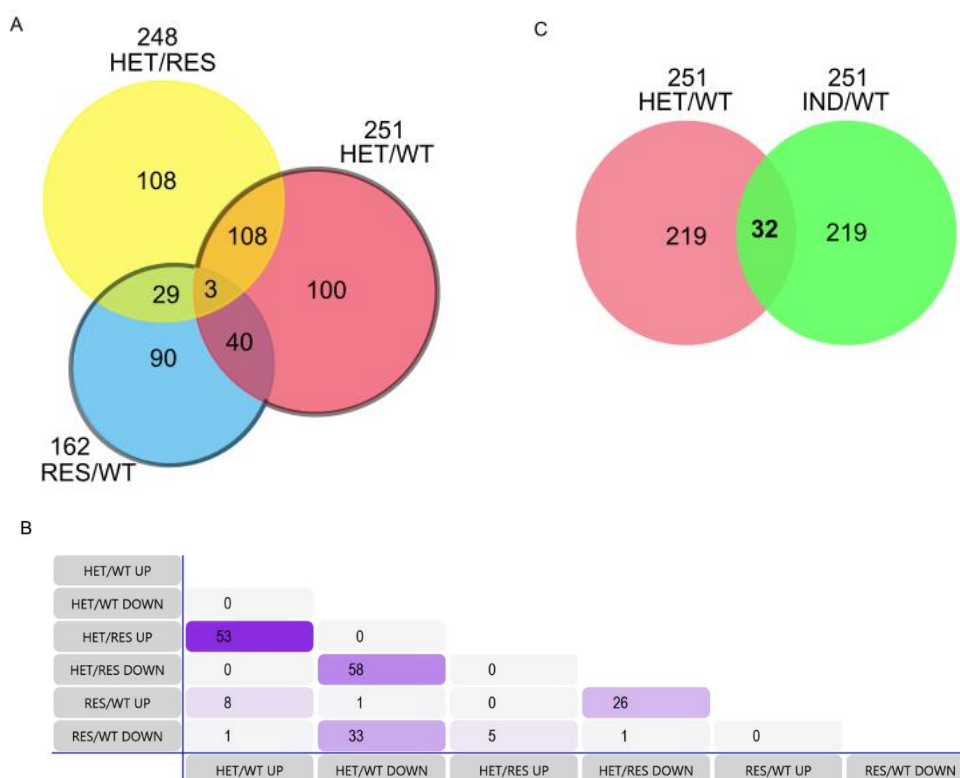 A
248
HET/RES
251
HET/WT
108
108
29
3
100
40
90
162
RES/WT
C
251
HET/WT
251
IND/WT
219
32
219
B
HET/WT UP
HET/WT DOWN 0
HET/RES UP 53 0
HET/RES DOWN 0 58 0
RES/WT UP 8 1 0 26
RES/WT DOWN 1 33 5 1 0
HET/WT UP HET/WT DOWN HET/RES UP HET/RES DOWN RES/WT UP RES/WT DOWN